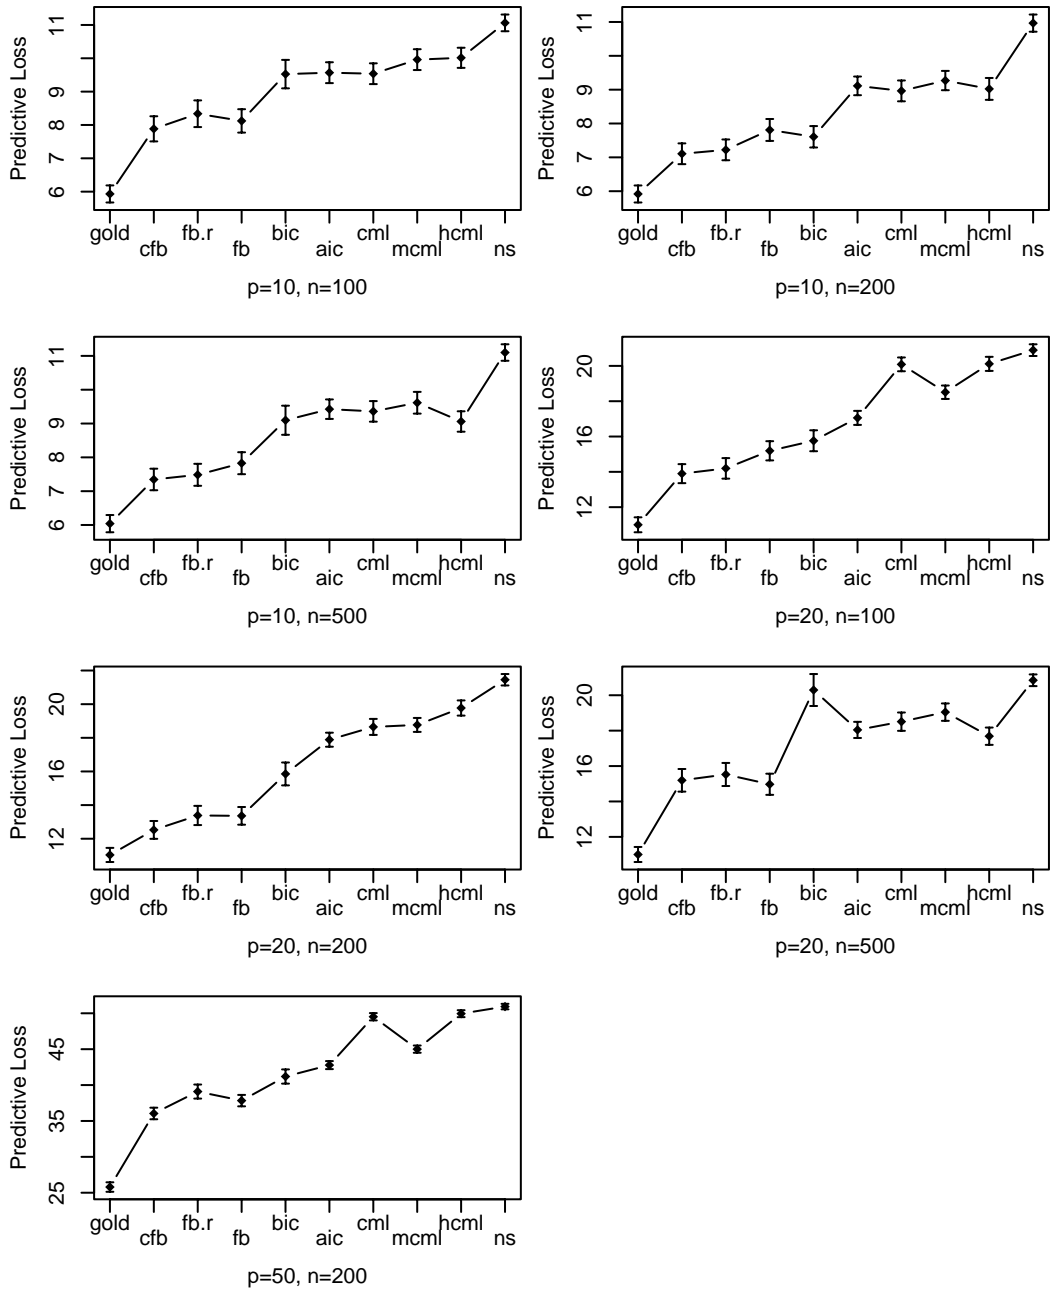 Predictive Loss
6 7 8 9 11
gold cfb fb.r fb bic aic cml mcml hcml ns
p=10, n=100
Predictive Loss
6 7 8 9 11
gold cfb fb.r fb bic aic cml mcml hcml ns
p=10, n=200
Predictive Loss
6 7 8 9 11
gold cfb fb.r fb bic aic cml mcml hcml ns
p=10, n=500
Predictive Loss
12 16 20
gold cfb fb.r fb bic aic cml mcml hcml ns
p=20, n=100
Predictive Loss
12 16 20
gold cfb fb.r fb bic aic cml mcml hcml ns
p=20, n=200
Predictive Loss
12 16 20
gold cfb fb.r fb bic aic cml mcml hcml ns
p=20, n=500
Predictive Loss
25 35 45
gold cfb fb.r fb bic aic cml mcml hcml ns
p=50, n=200